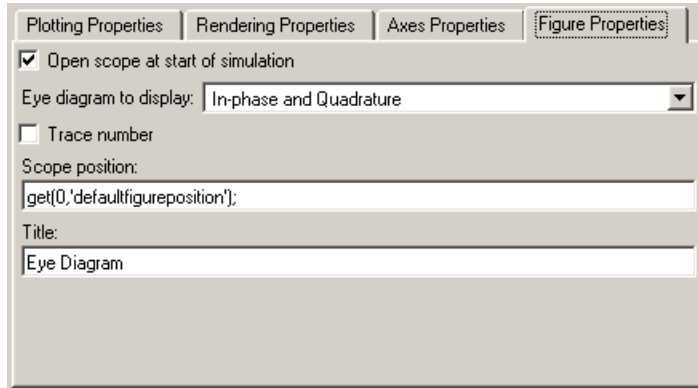 Plotting Properties Rendering Properties Axes Properties Figure Properties
Open scope at start of simulation
Eye diagram to display: In-phase and Quadrature
Trace number
Scope position:
get(0,'defaultfigureposition');
Title:
Eye Diagram